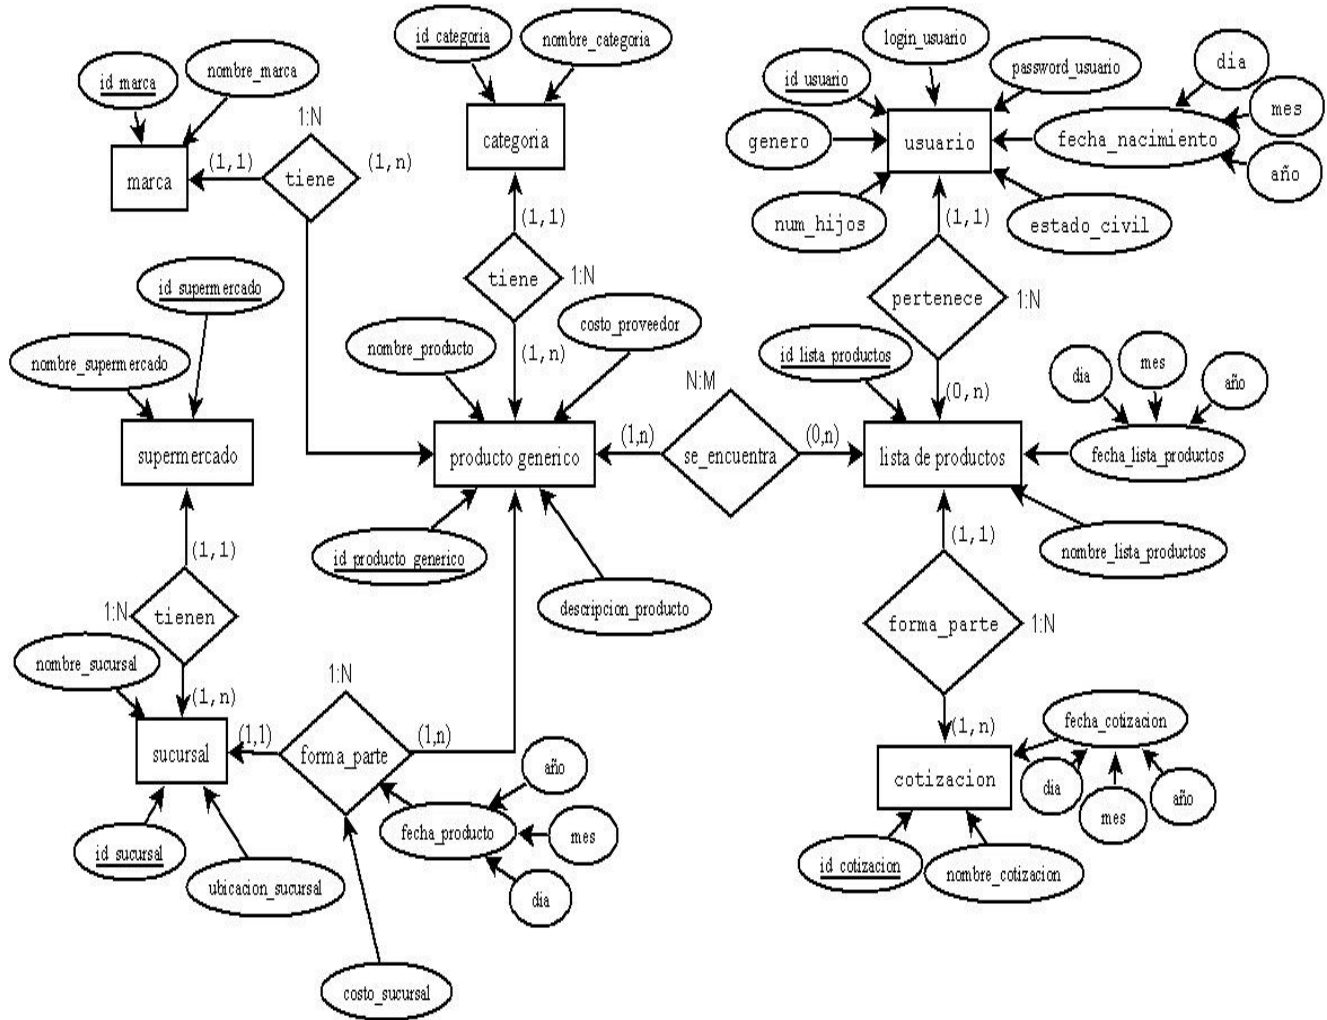 id_categoria
nombre_categoria
login_usuario
id_marca
nombre_marca
id_usuario
password_usuario
día
mes
año
1:N
marca
(1,1)
tiene
(1,n)
categoria
genero
usuario
fecha_nacimiento
num_hijos
estado_civil
(1,1)
(1,1)
tiene
1:N
pertenece
1:N
id_supermercado
nombre_supermercado
nombre_producto
costo_proveedor
(1,n)
id_lista_productos
(0,n)
dia
mes
año
N:M
supermercado
producto generico
(1,n)
se_encuentra
(0,n)
lista de productos
fecha_lista_productos
id_producto_generico
descripcion_producto
(1,1)
nombre_lista_productos
(1,1)
1:N
tienen
forma_parte
1:N
nombre_sucursal
(1,n)
1:N
sucursal
(1,1)
forma_parte
(1,n)
(1,n)
cotizacion
fecha_cotizacion
dia
mes
año
id_sucursal
ubicacion_sucursal
fecha_producto
año
mes
dia
id_cotizacion
nombre_cotizacion
costo_sucursal